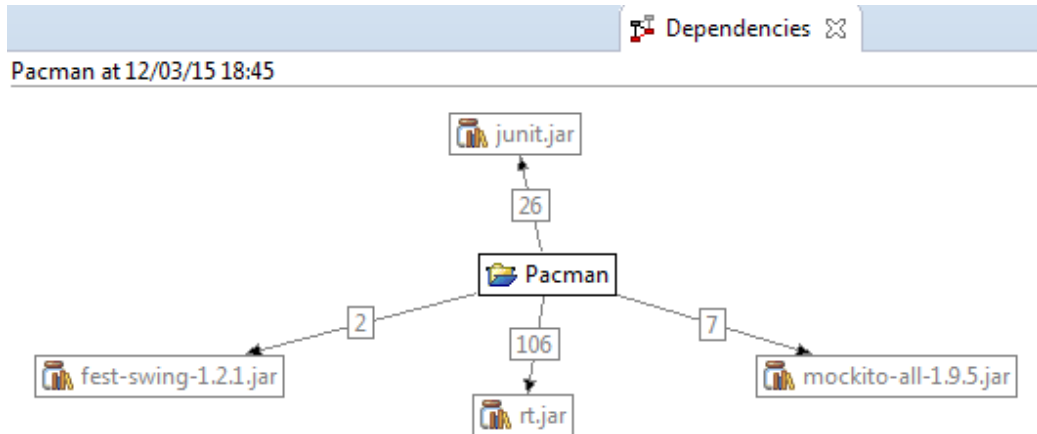 Dependencies
Pacman at 12/03/15 18:45
junit.jar
26
Pacman
2
7
106
fest-swing-1.2.1.jar
mockito-all-1.9.5.jar
rt.jar